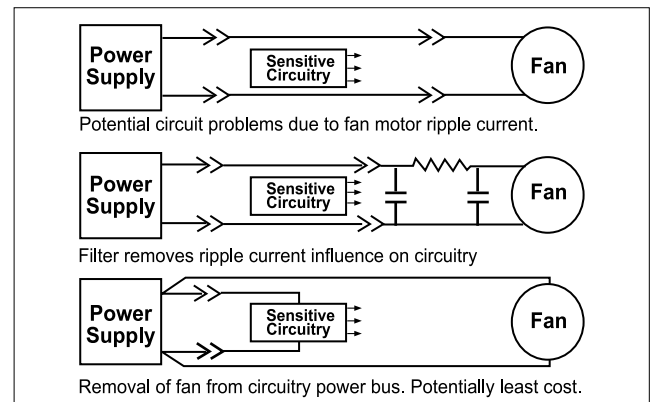 Power
Supply
Sensitive
Circuitry
Fan
Potential circuit problems due to fan motor ripple current.
Power
Supply
Sensitive
Circuitry
Fan
Filter removes ripple current influence on circuitry
Power
Supply
Sensitive
Circuitry
Fan
Removal of fan from circuitry power bus. Potentially least cost.